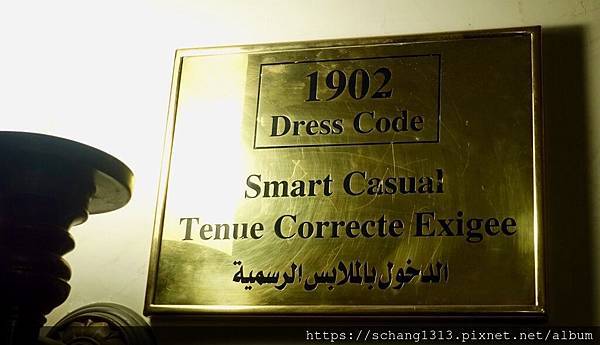 1902
Dress Code
Smart Casual
Tenue Correcte Exigee
الدخول بالملابس الرسمية
https://schang1313.pixnet.net/album